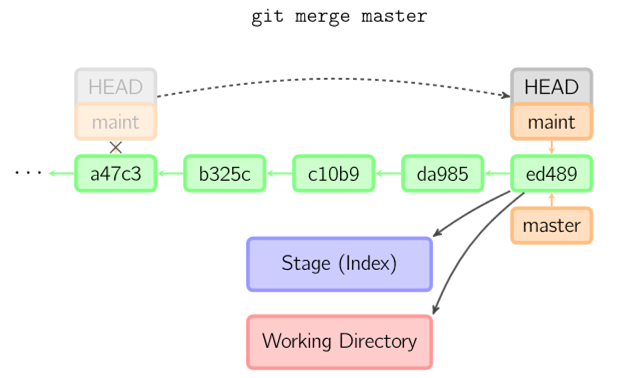 git merge master
HEAD
HEAD
maint
maint
...
a47c3
b325c
c10b9
da985
ed489
master
Stage (Index)
Working Directory